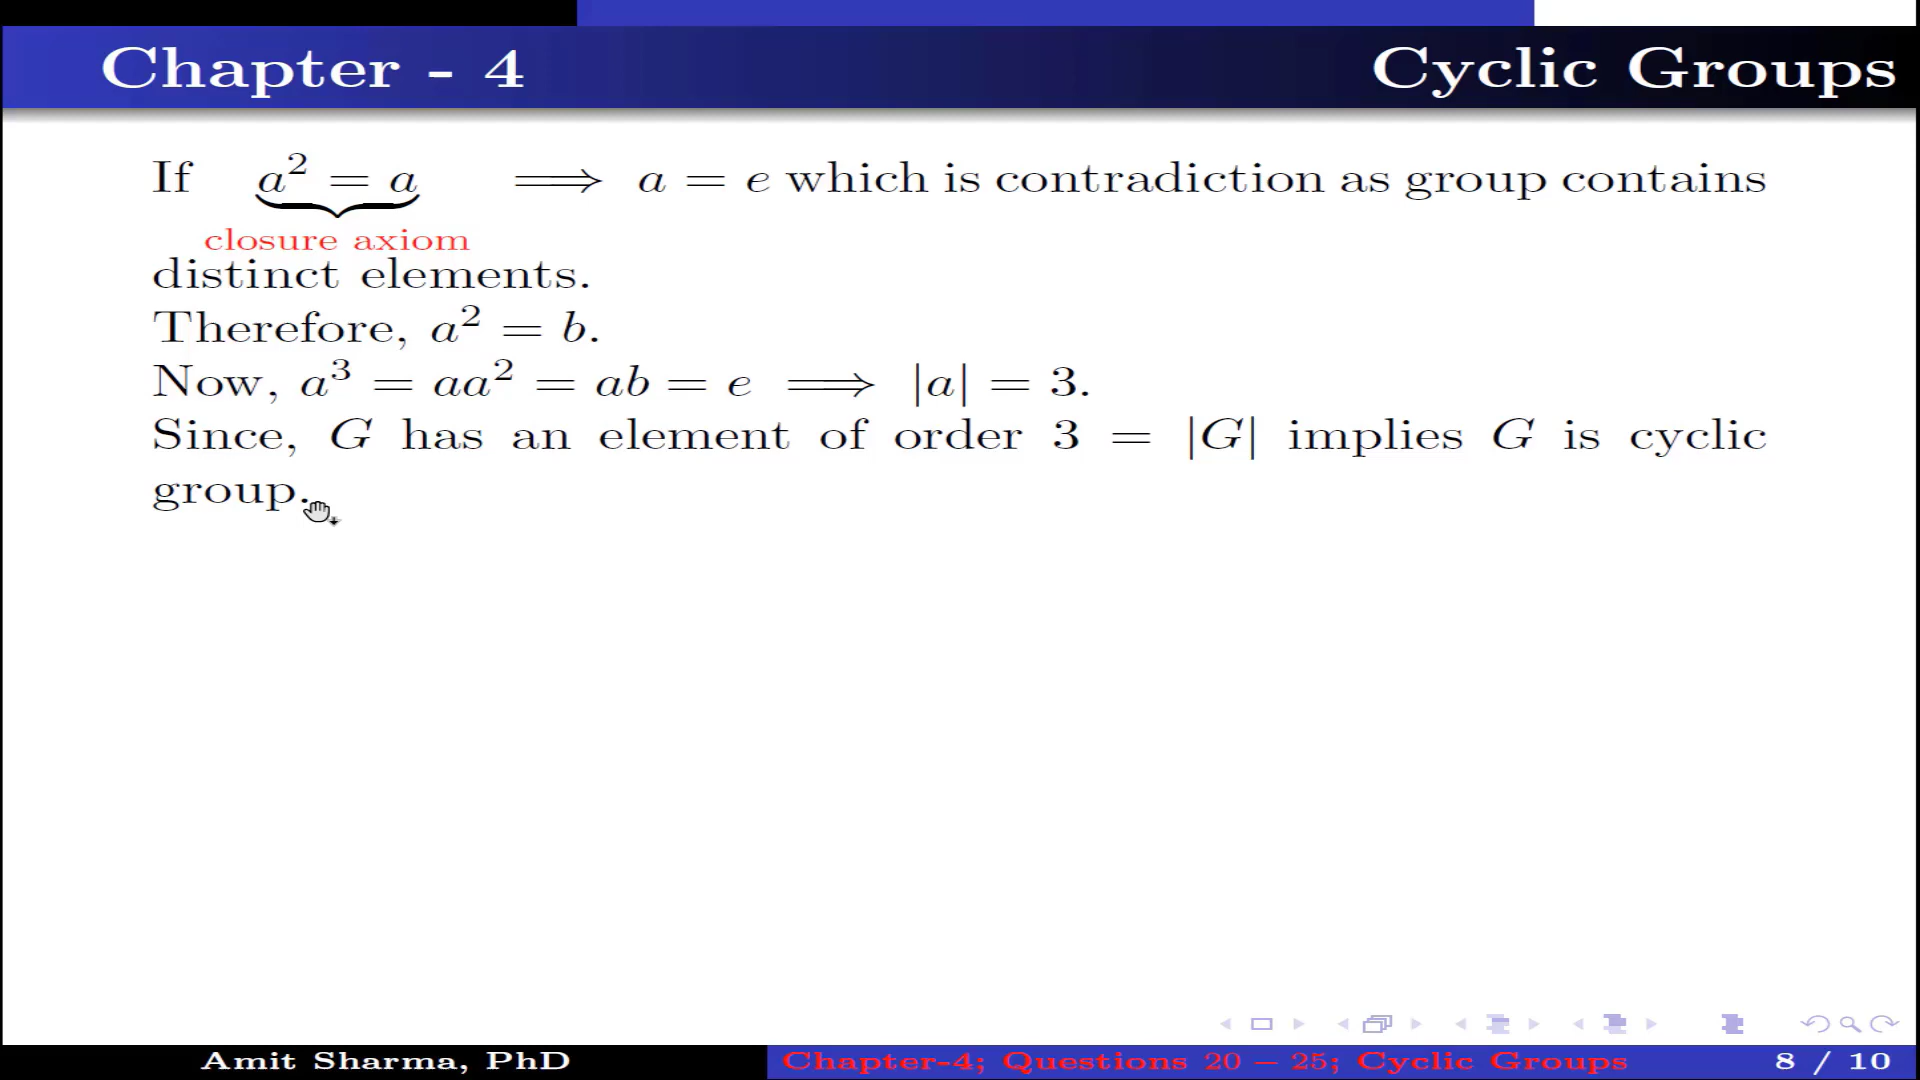 Chapter - 4 Cyclic Groups
If a² = a ⟹ a = e which is contradiction as group contains
closure axiom
distinct elements.
Therefore, a² = b.
Now, a³ = aa² = ab = e ⟹ |a| = 3.
Since, G has an element of order 3 = |G| implies G is cyclic
group.
Amit Sharma, PhD Chapter-4; Questions 20 – 25; Cyclic Groups 8 / 10